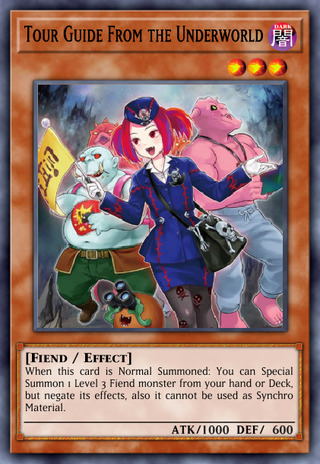 Tour Guide From the Underworld
DARK
闇
[Fiend / Effect]
When this card is Normal Summoned: You can Special
Summon 1 Level 3 Fiend monster from your hand or Deck,
but negate its effects, also it cannot be used as Synchro
Material.
ATK/1000 DEF/ 600